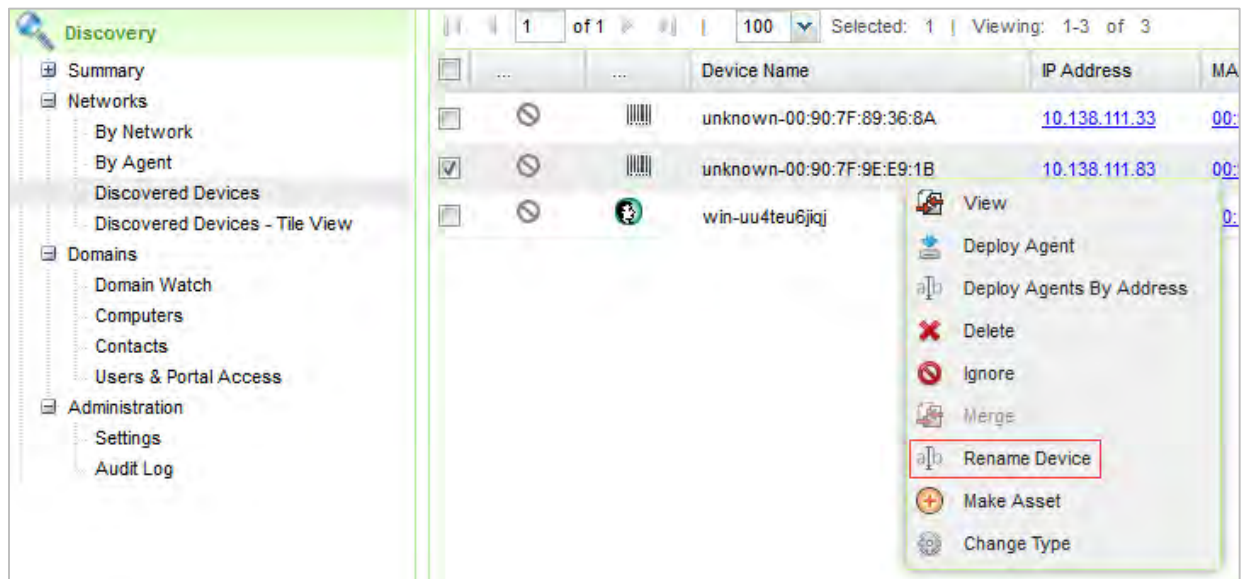 Discovery
Summary
Networks
By Network
By Agent
Discovered Devices
Discovered Devices - Tile View
Domains
Domain Watch
Computers
Contacts
Users & Portal Access
Administration
Settings
Audit Log
1 of 1 | 100 Selected: 1 | Viewing: 1-3 of 3
... ... Device Name IP Address MA
unknown-00:90:7F:89:36:8A 10.138.111.33 00:
unknown-00:90:7F:9E:E9:1B 10.138.111.83 00:
win-uu4teu6jiqj 0:
View
Deploy Agent
Deploy Agents By Address
Delete
Ignore
Merge
Rename Device
Make Asset
Change Type